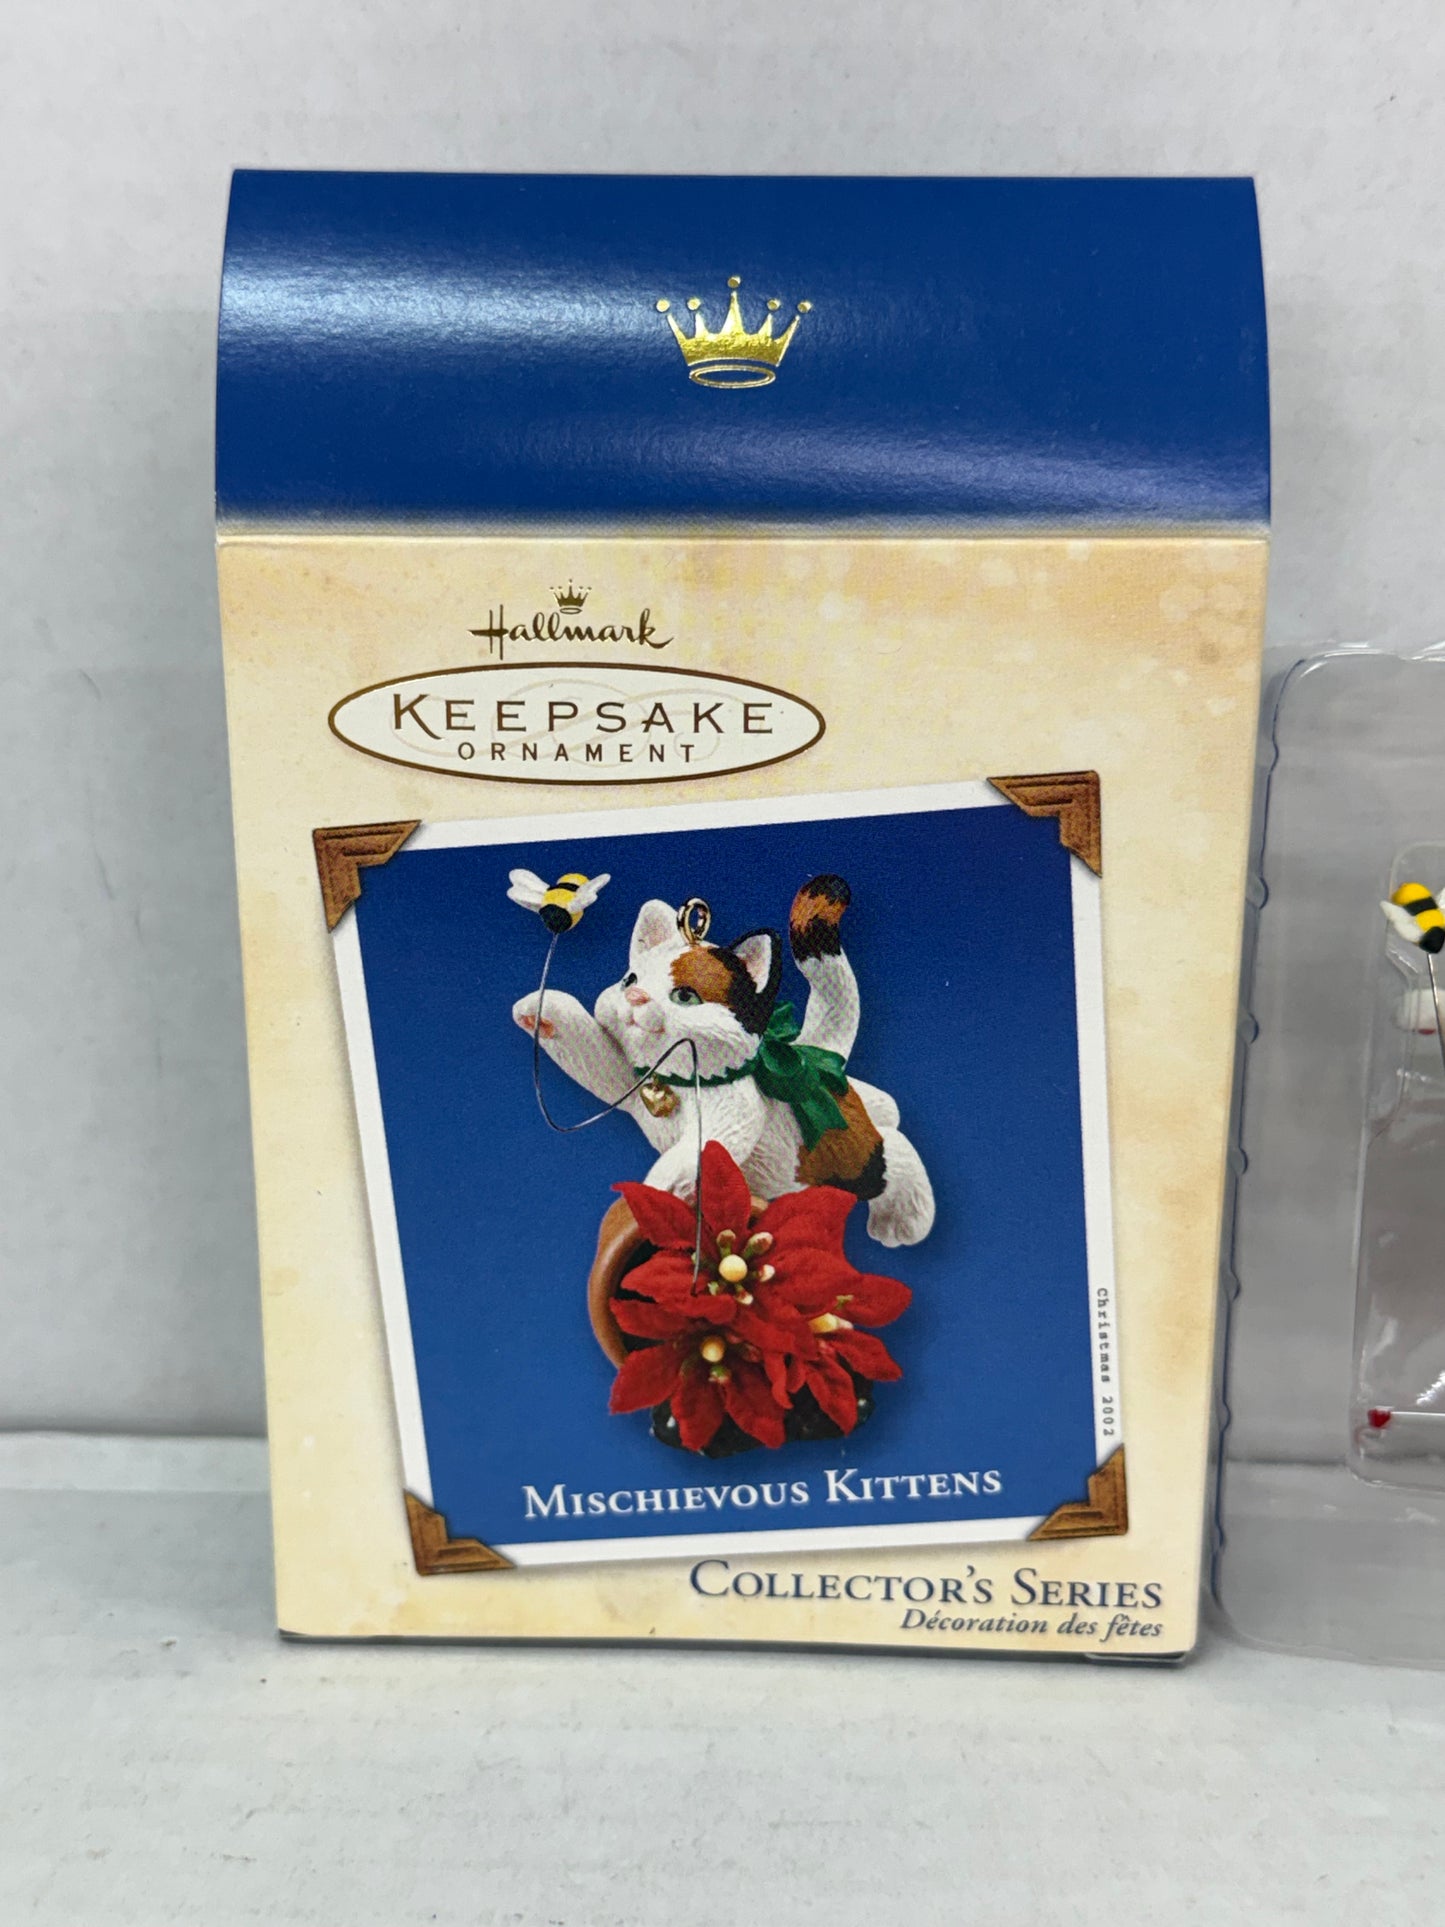 Hallmark
KEEPSAKE
ORNAMENT
Christmas 2002
MISCHIEVOUS KITTENS
COLLECTOR'S SERIES
Décoration des fêtes